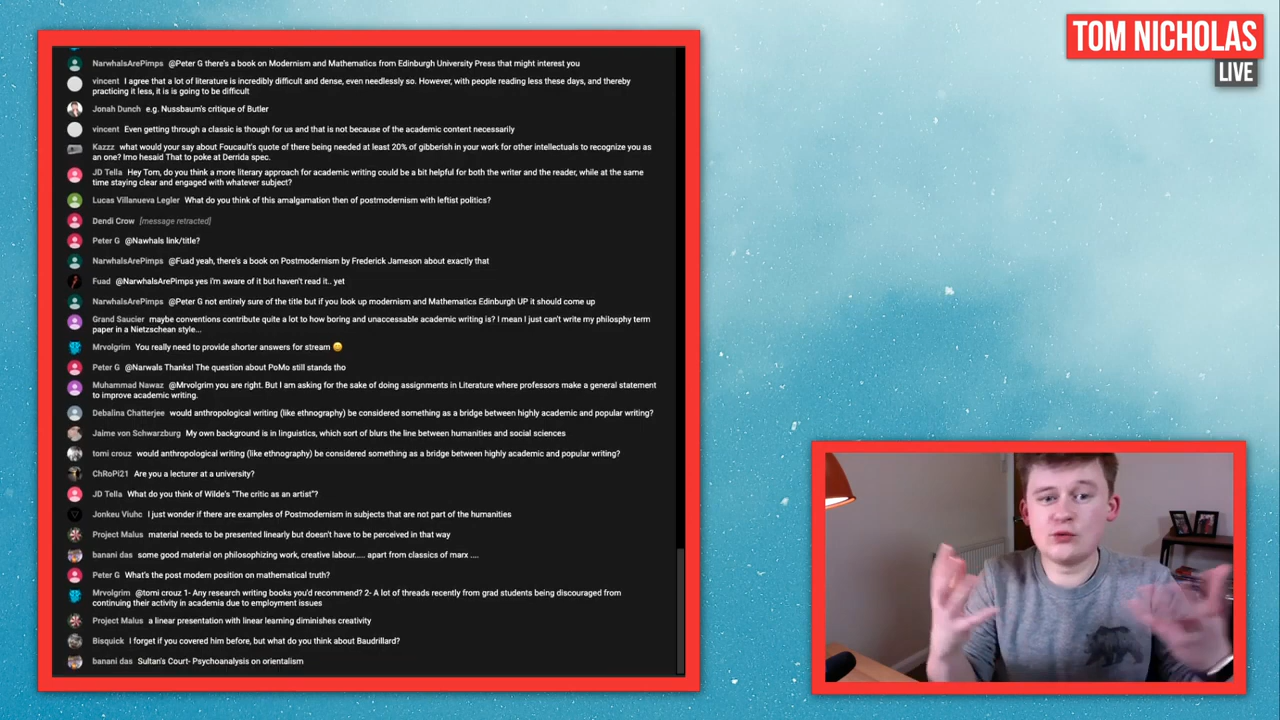 TOM NICHOLAS
LIVE
NarwhalsArePimps @Peter G there's a book on Modernism and Mathematics from Edinburgh University Press that might interest you
vincent I agree that a lot of literature is incredibly difficult and dense, even needlessly so. However, with people reading less these days, and thereby
practicing it less, it is is going to be difficult
Jonah Dunch e.g. Nussbaum's critique of Butler
vincent Even getting through a classic is though for us and that is not because of the academic content necessarily
Kazzz what would your say about Foucault's quote of there being needed at least 20% of gibberish in your work for other intellectuals to recognize you as
an one? Imo hesaid That to poke at Derrida spec.
JD Tella Hey Tom, do you think a more literary approach for academic writing could be a bit helpful for both the writer and the reader, while at the same
time staying clear and engaged with whatever subject?
Lucas Villanueva Legler What do you think of this amalgamation then of postmodernism with leftist politics?
Dendi Crow [message retracted]
Peter G @Nawhals link/title?
NarwhalsArePimps @Fuad yeah, there's a book on Postmodernism by Frederick Jameson about exactly that
Fuad @NarwhalsArePimps yes i'm aware of it but haven't read it.. yet
NarwhalsArePimps @Peter G not entirely sure of the title but if you look up modernism and Mathematics Edinburgh UP it should come up
Grand Saucier maybe conventions contribute quite a lot to how boring and unaccessable academic writing is? I mean I just can't write my philosphy term
paper in a Nietzschean style...
Mrvolgrim You really need to provide shorter answers for stream 😀
Peter G @Narwals Thanks! The question about PoMo still stands tho
Muhammad Nawaz @Mrvolgrim you are right. But I am asking for the sake of doing assignments in Literature where professors make a general statement
to improve academic writing.
Debalina Chatterjee would anthropological writing (like ethnography) be considered something as a bridge between highly academic and popular writing?
Jaime von Schwarzburg My own background is in linguistics, which sort of blurs the line between humanities and social sciences
tomi crouz would anthropological writing (like ethnography) be considered something as a bridge between highly academic and popular writing?
ChRoPi21 Are you a lecturer at a university?
JD Tella What do you think of Wilde's "The critic as an artist"?
Jonkeu Viuhc I just wonder if there are examples of Postmodernism in subjects that are not part of the humanities
Project Malus material needs to be presented linearly but doesn't have to be perceived in that way
banani das some good material on philosophizing work, creative labour..... apart from classics of marx ....
Peter G What's the post modern position on mathematical truth?
Mrvolgrim @tomi crouz 1- Any research writing books you'd recommend? 2- A lot of threads recently from grad students being discouraged from
continuing their activity in academia due to employment issues
Project Malus a linear presentation with linear learning diminishes creativity
Bisquick I forget if you covered him before, but what do you think about Baudrillard?
banani das Sultan's Court- Psychoanalysis on orientalism